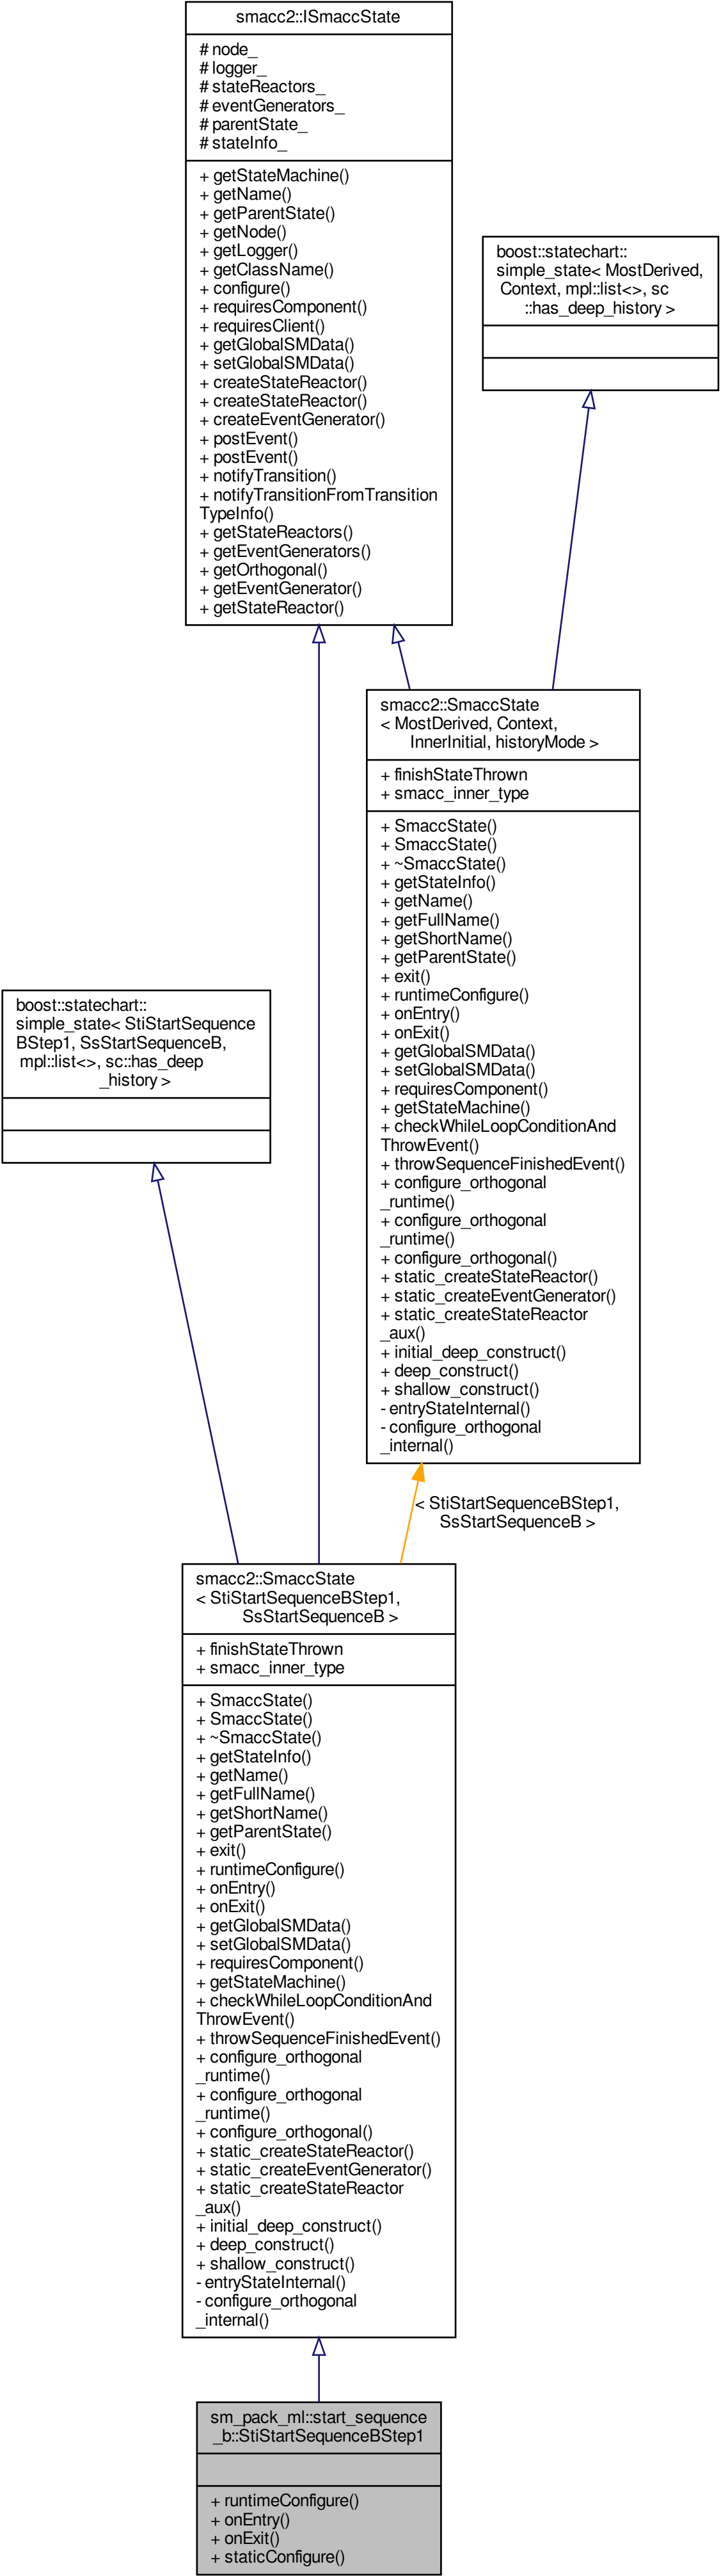 smacc2::ISmaccState
# node_
# logger_
# stateReactors_
# eventGenerators_
# parentState_
# stateInfo_
+ getStateMachine()
+ getName()
+ getParentState()
+ getNode()
+ getLogger()
+ getClassName()
+ configure()
+ requiresComponent()
+ requiresClient()
+ getGlobalSMData()
+ setGlobalSMData()
+ createStateReactor()
+ createStateReactor()
+ createEventGenerator()
+ postEvent()
+ postEvent()
+ notifyTransition()
+ notifyTransitionFromTransition
TypeInfo()
+ getStateReactors()
+ getEventGenerators()
+ getOrthogonal()
+ getEventGenerator()
+ getStateReactor()
boost::statechart::
simple_state< MostDerived,
Context, mpl::list<>, sc
::has_deep_history >
smacc2::SmaccState
< MostDerived, Context,
InnerInitial, historyMode >
+ finishStateThrown
+ smacc_inner_type
+ SmaccState()
+ SmaccState()
+ ~SmaccState()
+ getStateInfo()
+ getName()
+ getFullName()
+ getShortName()
+ getParentState()
+ exit()
+ runtimeConfigure()
+ onEntry()
+ onExit()
+ getGlobalSMData()
+ setGlobalSMData()
+ requiresComponent()
+ getStateMachine()
+ checkWhileLoopConditionAnd
ThrowEvent()
+ throwSequenceFinishedEvent()
+ configure_orthogonal
_runtime()
+ configure_orthogonal
_runtime()
+ configure_orthogonal()
+ static_createStateReactor()
+ static_createEventGenerator()
+ static_createStateReactor
_aux()
+ initial_deep_construct()
+ deep_construct()
+ shallow_construct()
- entryStateInternal()
- configure_orthogonal
_internal()
boost::statechart::
simple_state< StiStartSequence
BStep1, SsStartSequenceB,
mpl::list<>, sc::has_deep
_history >
< StiStartSequenceBStep1,
SsStartSequenceB >
smacc2::SmaccState
< StiStartSequenceBStep1,
SsStartSequenceB >
+ finishStateThrown
+ smacc_inner_type
+ SmaccState()
+ SmaccState()
+ ~SmaccState()
+ getStateInfo()
+ getName()
+ getFullName()
+ getShortName()
+ getParentState()
+ exit()
+ runtimeConfigure()
+ onEntry()
+ onExit()
+ getGlobalSMData()
+ setGlobalSMData()
+ requiresComponent()
+ getStateMachine()
+ checkWhileLoopConditionAnd
ThrowEvent()
+ throwSequenceFinishedEvent()
+ configure_orthogonal
_runtime()
+ configure_orthogonal
_runtime()
+ configure_orthogonal()
+ static_createStateReactor()
+ static_createEventGenerator()
+ static_createStateReactor
_aux()
+ initial_deep_construct()
+ deep_construct()
+ shallow_construct()
- entryStateInternal()
- configure_orthogonal
_internal()
sm_pack_ml::start_sequence
_b::StiStartSequenceBStep1
+ runtimeConfigure()
+ onEntry()
+ onExit()
+ staticConfigure()